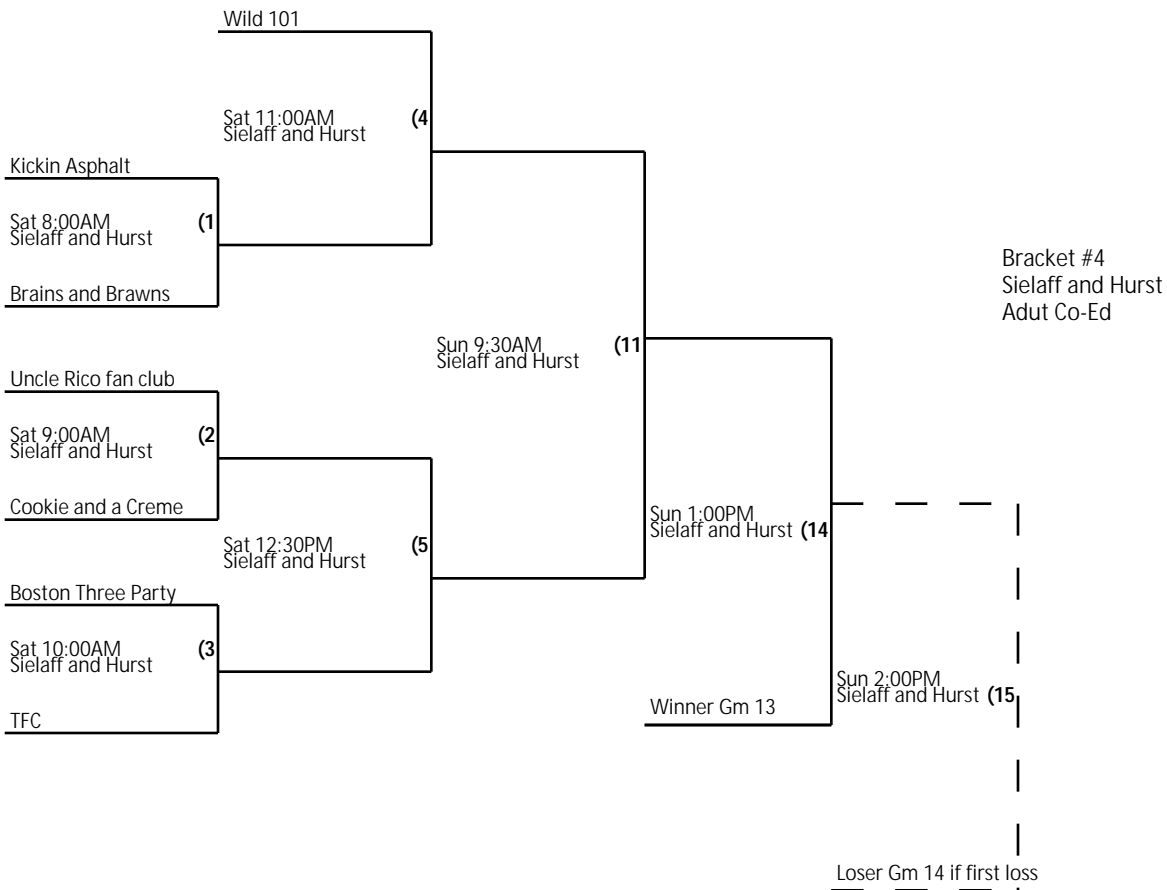 Wild 101
Sat 11:00AM (4
Sielaff and Hurst
Kickin Asphalt
Sat 8:00AM (1
Sielaff and Hurst
Brains and Brawns
Bracket #4
Sielaff and Hurst
Adut Co-Ed
Sun 9:30AM (11
Sielaff and Hurst
Uncle Rico fan club
Sat 9:00AM (2
Sielaff and Hurst
Cookie and a Creme
Sun 1:00PM
Sielaff and Hurst (14
Sat 12:30PM (5
Sielaff and Hurst
Boston Three Party
Sat 10:00AM (3
Sielaff and Hurst
Sun 2:00PM
Sielaff and Hurst (15
Winner Gm 13
TFC
Loser Gm 14 if first loss